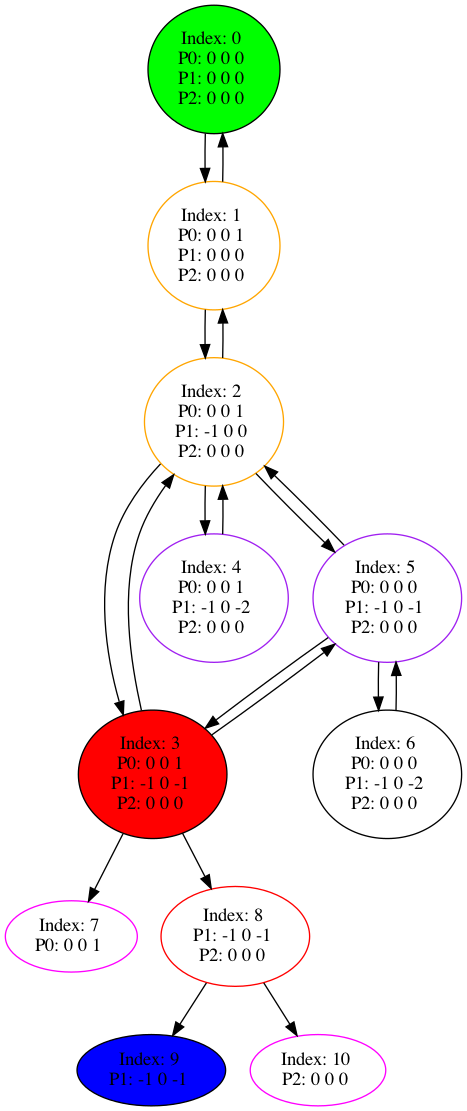 Index: 0
P0: 0 0 0
P1: 0 0 0
P2: 0 0 0
Index: 1
P0: 0 0 1
P1: 0 0 0
P2: 0 0 0
Index: 2
P0: 0 0 1
P1: -1 0 0
P2: 0 0 0
Index: 4
P0: 0 0 1
P1: -1 0 -2
P2: 0 0 0
Index: 5
P0: 0 0 0
P1: -1 0 -1
P2: 0 0 0
Index: 3
P0: 0 0 1
P1: -1 0 -1
P2: 0 0 0
Index: 6
P0: 0 0 0
P1: -1 0 -2
P2: 0 0 0
Index: 7
P0: 0 0 1
Index: 8
P1: -1 0 -1
P2: 0 0 0
Index: 9
P1: -1 0 -1
Index: 10
P2: 0 0 0